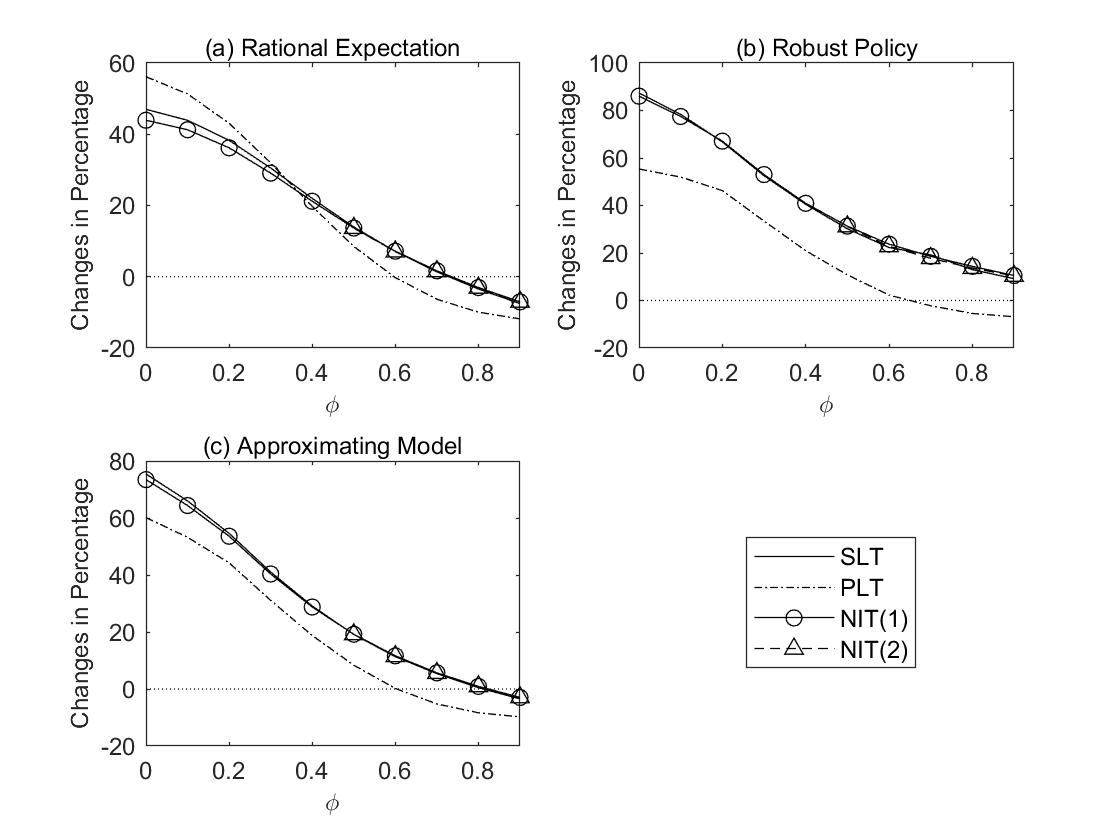 (a) Rational Expectation
60
40
20
0
-20
Changes in Percentage
0 0.2 0.4 0.6 0.8
ϕ
(b) Robust Policy
100
80
60
40
20
0
-20
Changes in Percentage
0 0.2 0.4 0.6 0.8
ϕ
(c) Approximating Model
80
60
40
20
0
-20
Changes in Percentage
0 0.2 0.4 0.6 0.8
ϕ
SLT
PLT
NIT(1)
NIT(2)